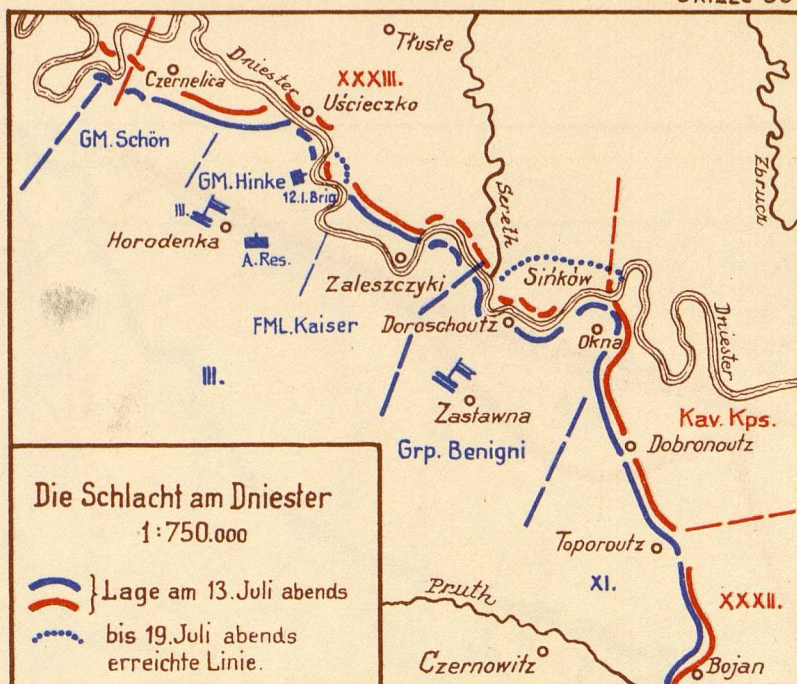 Tłuste
Dniester
XXXIII.
Czernelica
Uścieczko
GM. Schön
GM. Hinke
12.I.Brig
IV.
Horodenka
A.Res.
Sereth
Zbrucz
Zaleszczyki
Sińków
FML.Kaiser
Doroschoutz
Okna
Dniester
III.
Zastawna
Kav. Kps.
Grp. Benigni
Dobronoutz
Die Schlacht am Dniester
1:750.000
Toporoutz
Lage am 13. Juli abends
XI.
XXXII.
bis 19. Juli abends
erreichte Linie.
Pruth
Czernowitz
Bojan